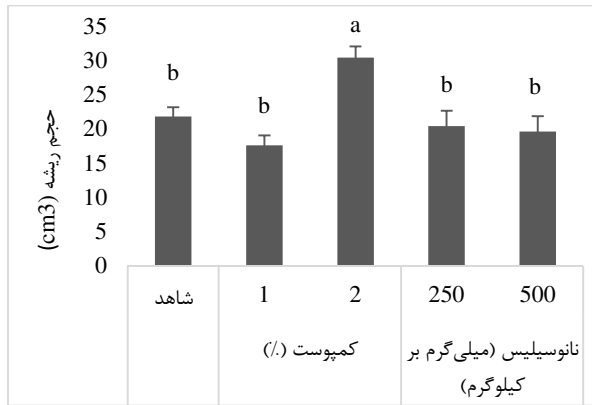 حجم ریشه (cm3)
35
30
25
20
15
10
5
0
b
b
a
b
b
شاهد
1
2
250
500
کمپوست (٪)
نانوسیلیس (میلی‌گرم بر
کیلوگرم)